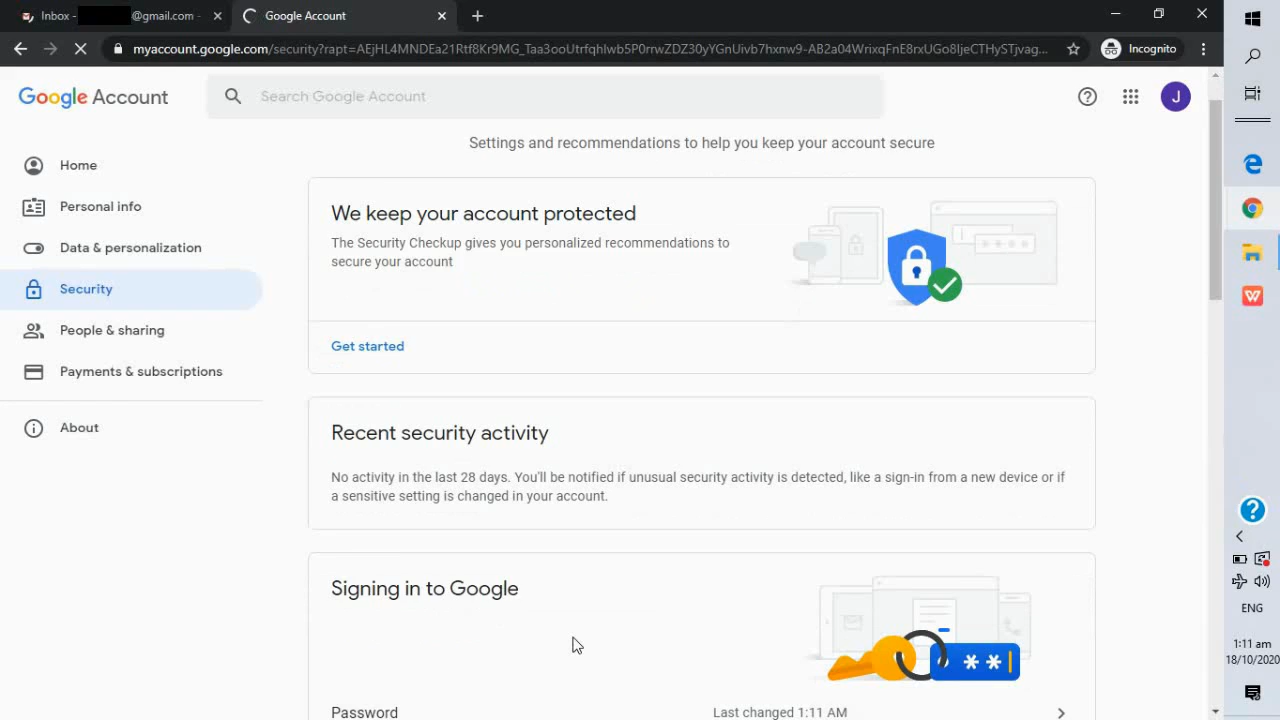 Inbox - @gmail.com -
Google Account
myaccount.google.com/security?rapt=AEjHL4MNDEa21Rtf8Kr9MG_Taa3ooUtrfqhlwb5P0rrwZDZ30yYGnUivb7hxnw9-AB2a04WrixqFnE8rxUGo8ljeCTHySTjvag...
Incognito
Google Account
Search Google Account
J
Settings and recommendations to help you keep your account secure
Home
Personal info
Data & personalization
Security
People & sharing
Payments & subscriptions
About
We keep your account protected
The Security Checkup gives you personalized recommendations to
secure your account
Get started
Recent security activity
No activity in the last 28 days. You'll be notified if unusual security activity is detected, like a sign-in from a new device or if
a sensitive setting is changed in your account.
Signing in to Google
Password
Last changed 1:11 AM
ENG
1:11 am
18/10/2020